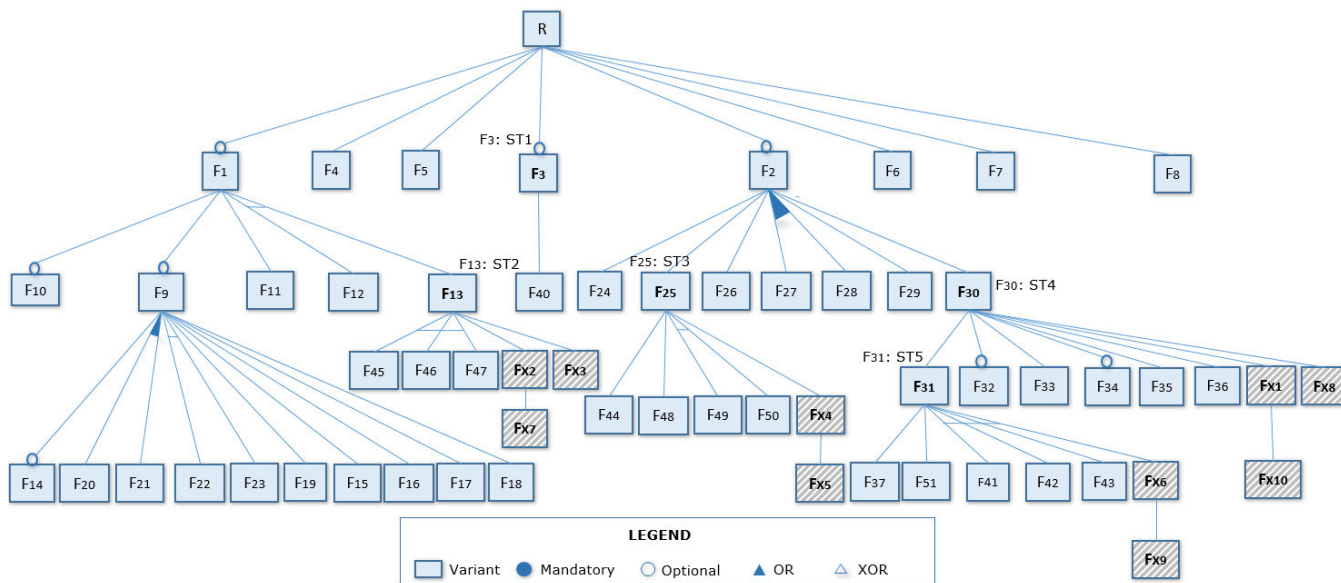 R
F3: ST1
F1 F4 F5 F3 F2 F6 F7 F8
F13: ST2 F25: ST3
F10 F9 F11 F12 F13 F40 F24 F25 F26 F27 F28 F29 F30 F30: ST4
F31: ST5
F45 F46 F47 Fx2 Fx3 F31 F32 F33 F34 F35 F36 Fx1 Fx8
F44 F48 F49 F50 Fx4
Fx7
F14 F20 F21 F22 F23 F19 F15 F16 F17 F18 Fx5 F37 F51 F41 F42 F43 Fx6 Fx10
LEGEND
Fx9
Variant Mandatory Optional OR XOR